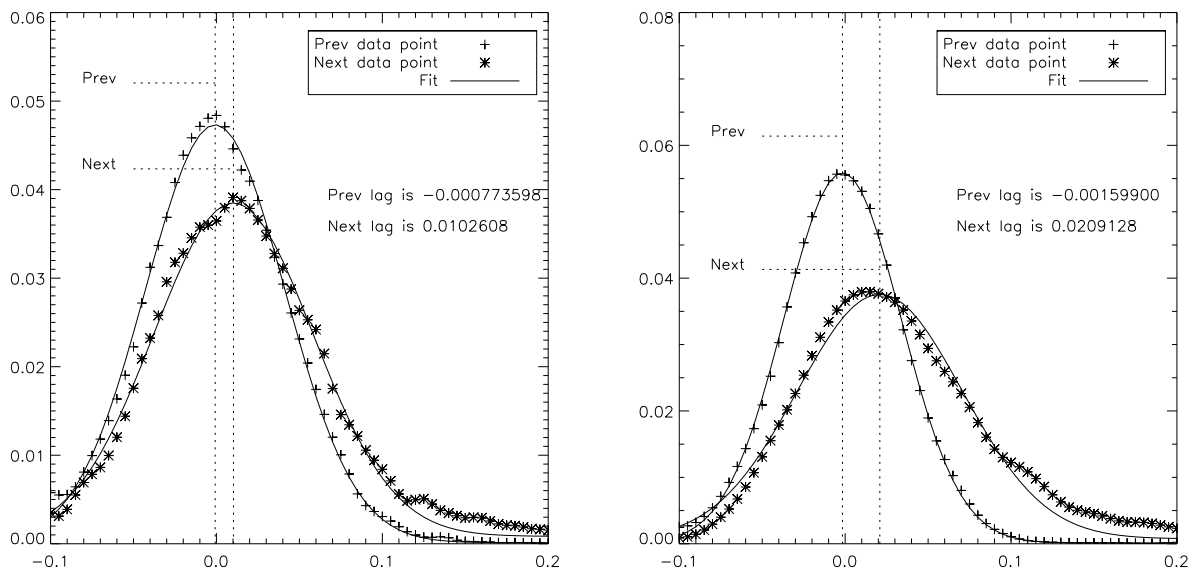 0.06
0.05
0.04
0.03
0.02
0.01
0.00
-0.1
0.0
0.1
0.2
Prev data point
Next data point
Fit
Prev
Next
Prev lag is -0.000773598
Next lag is 0.0102608
0.08
0.06
0.04
0.02
0.00
-0.1
0.0
0.1
0.2
Prev data point
Next data point
Fit
Prev
Next
Prev lag is -0.00159900
Next lag is 0.0209128